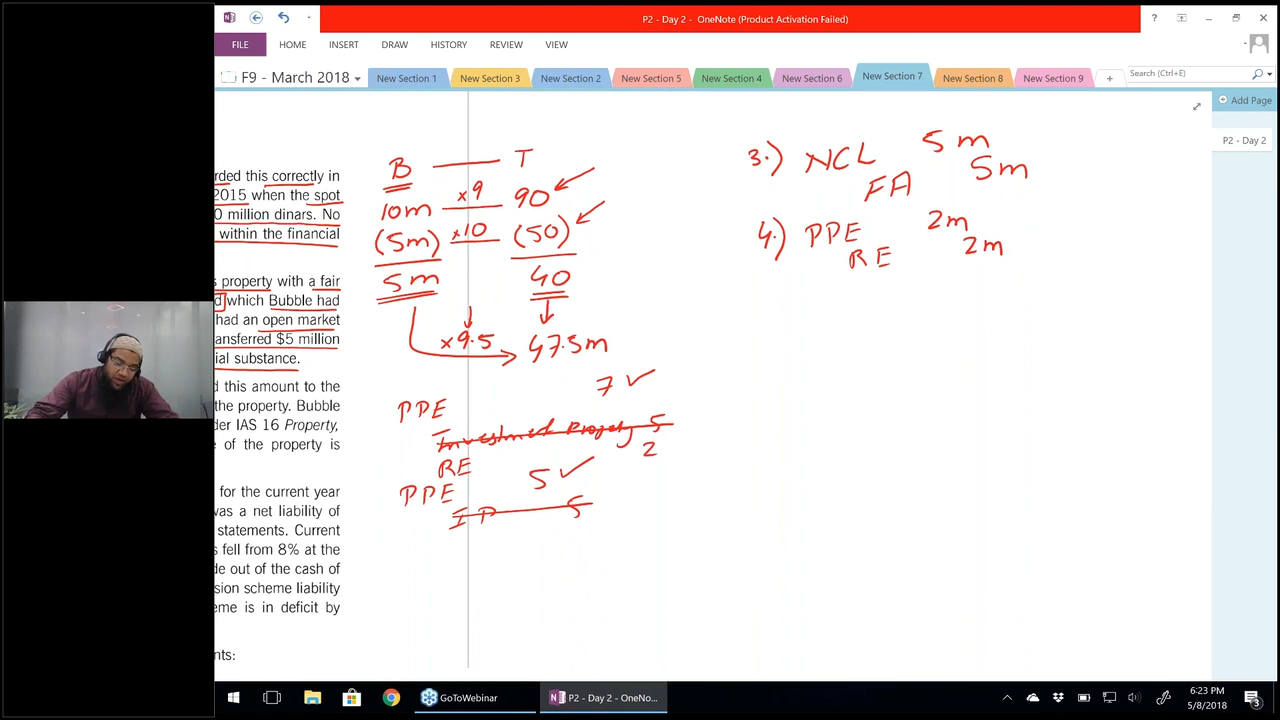 P2 - Day 2 - OneNote (Product Activation Failed)
FILE HOME INSERT DRAW HISTORY REVIEW VIEW
F9 - March 2018
New Section 1 New Section 3 New Section 2 New Section 5 New Section 4 New Section 6 New Section 7 New Section 8 New Section 9
Search (Ctrl+E)
Add Page
P2 - Day 2
rded this correctly in
2015 when the spot
0 million dinars. No
within the financial
s property with a fair
d which Bubble had
had an open market
ansferred $5 million
ial substance.
d this amount to the
the property. Bubble
der IAS 16 Property,
e of the property is
for the current year
was a net liability of
statements. Current
s fell from 8% at the
de out of the cash of
nsion scheme liability
eme is in deficit by
nts:
B T
10m x9 90
(5m) x10 (50)
5m 40
x9.5 47.5m
PPE 7
Investment Property 5
RE 2
PPE 5
IP 5
3.) NCL 5m
FA 5m
4.) PPE 2m
RE 2m
GoToWebinar
P2 - Day 2 - OneNo...
6:23 PM
5/8/2018
3